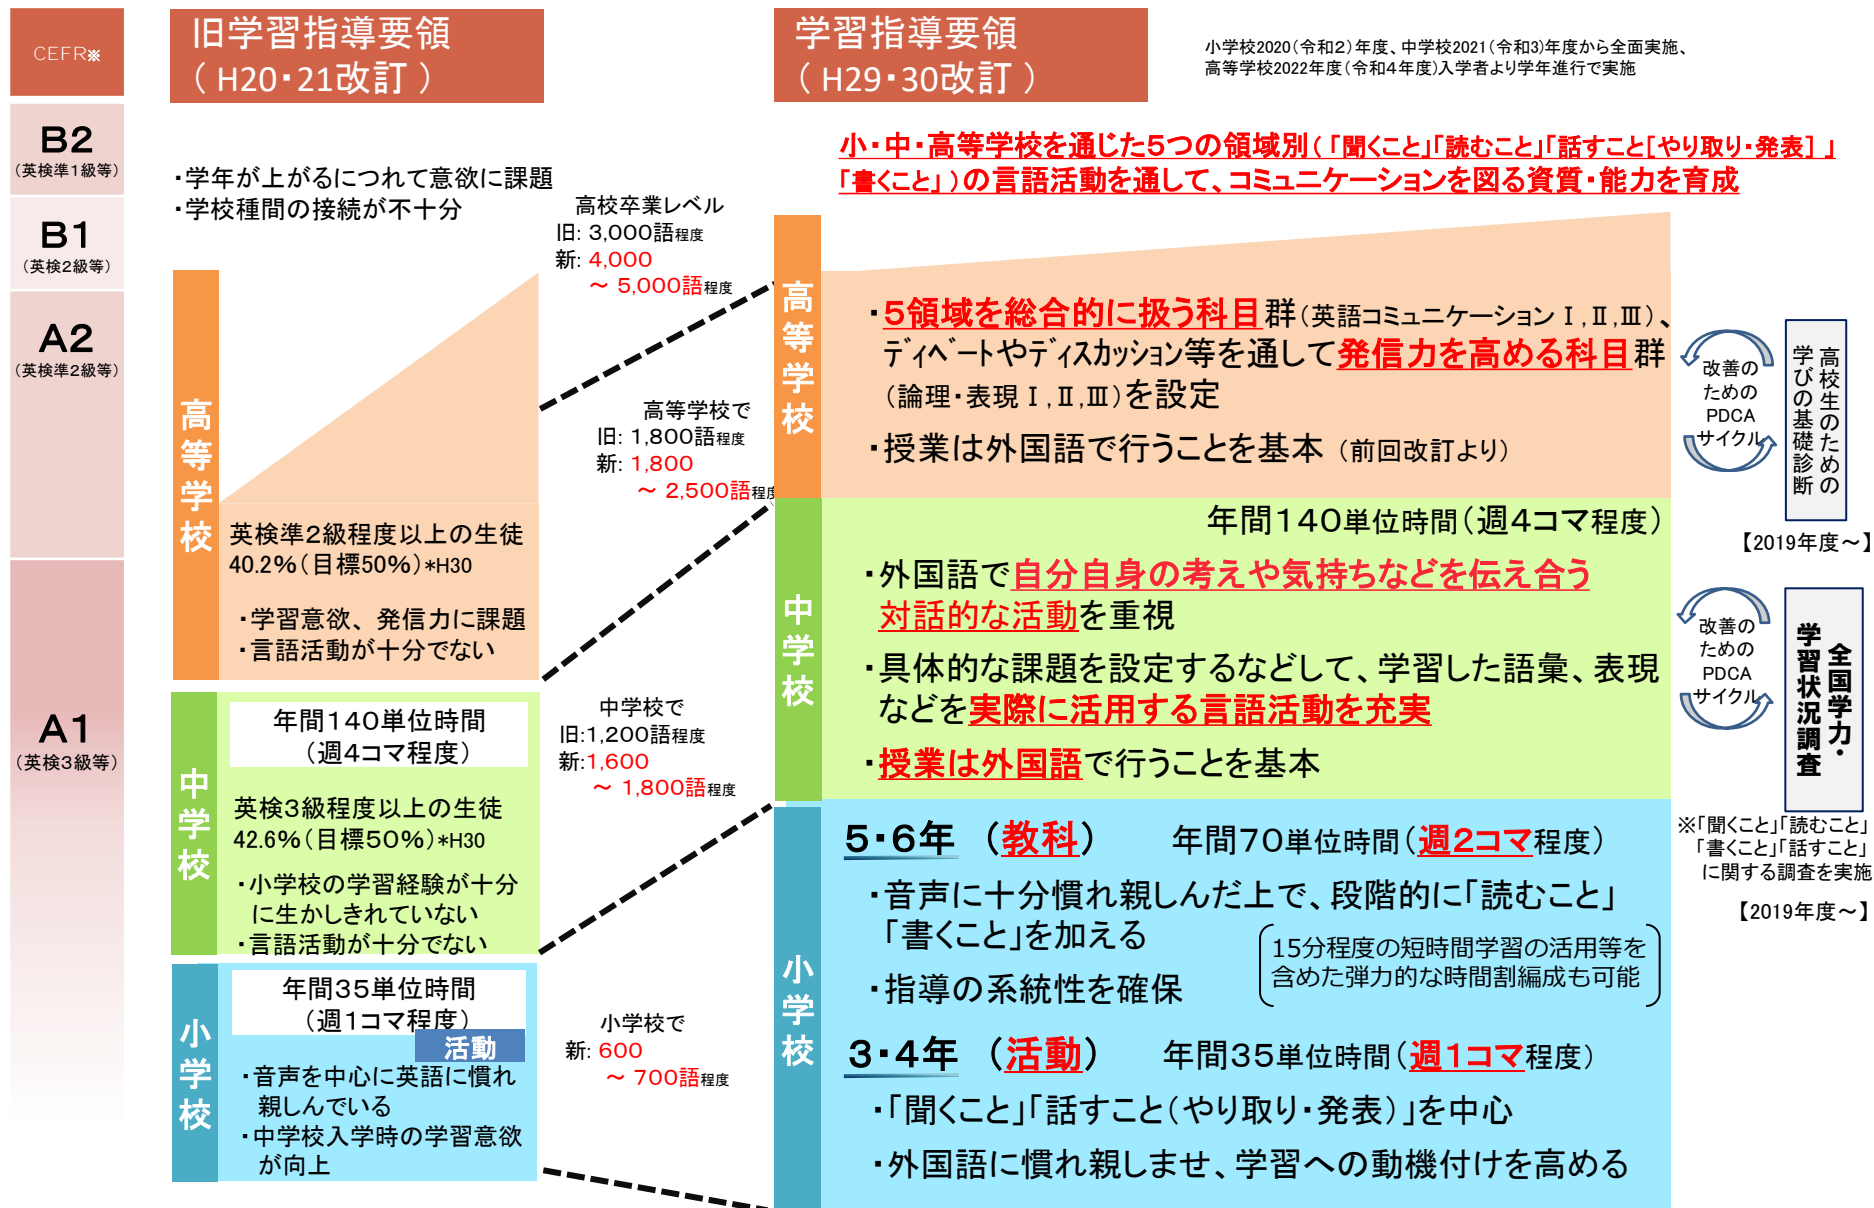 CEFR※
B2
（英検準１級等）
B1
（英検２級等）
A2
（英検準２級等）
A1
（英検３級等）
旧学習指導要領
（ H20・21改訂 ）
・学年が上がるにつれて意欲に課題
・学校種間の接続が不十分
高等学校
英検準２級程度以上の生徒
40.2％（目標50％）*H30
・学習意欲、発信力に課題
・言語活動が十分でない
中学校
年間１４０単位時間
（週４コマ程度）
英検３級程度以上の生徒
42.6％（目標５０％）*H30
・小学校の学習経験が十分
に生かしきれていない
・言語活動が十分でない
小学校
年間３５単位時間
（週１コマ程度）
活動
・音声を中心に英語に慣れ
親しんでいる
・中学校入学時の学習意欲
が向上
高校卒業レベル
旧: 3,000語程度
新: 4,000
～ 5,000語程度
高等学校で
旧: 1,800語程度
新: 1,800
～ 2,500語程度
中学校で
旧:1,200語程度
新:1,600
～ 1,800語程度
小学校で
新: 600
～ 700語程度
学習指導要領
（ H29・30改訂 ）
小学校2020（令和２）年度、中学校2021（令和3）年度から全面実施、
高等学校2022年度（令和４年度）入学者より学年進行で実施
小・中・高等学校を通じた５つの領域別（「聞くこと」「読むこと」「話すこと[やり取り・発表] 」
「書くこと」）の言語活動を通して、コミュニケーションを図る資質・能力を育成
高等学校
・５領域を総合的に扱う科目群（英語コミュニケーションⅠ,Ⅱ,Ⅲ）、
ディベートやディスカッション等を通して発信力を高める科目群
（論理・表現Ⅰ,Ⅱ,Ⅲ）を設定
・授業は外国語で行うことを基本 （前回改訂より）
中学校
年間１４０単位時間（週４コマ程度）
・外国語で自分自身の考えや気持ちなどを伝え合う
対話的な活動を重視
・具体的な課題を設定するなどして、学習した語彙、表現
などを実際に活用する言語活動を充実
・授業は外国語で行うことを基本
小学校
５・６年 （教科） 年間７０単位時間（週２コマ程度）
・音声に十分慣れ親しんだ上で、段階的に「読むこと」
「書くこと」を加える
・指導の系統性を確保
15分程度の短時間学習の活用等を
含めた弾力的な時間割編成も可能
３・４年 （活動） 年間３５単位時間（週１コマ程度）
・「聞くこと」「話すこと（やり取り・発表）」を中心
・外国語に慣れ親しませ、学習への動機付けを高める
改善の
ための
PDCA
サイクル
高校生のための
学びの基礎診断
【2019年度～】
改善の
ための
PDCA
サイクル
全国学力・
学習状況調査
※「聞くこと」「読むこと」
「書くこと」「話すこと」
に関する調査を実施
【2019年度～】